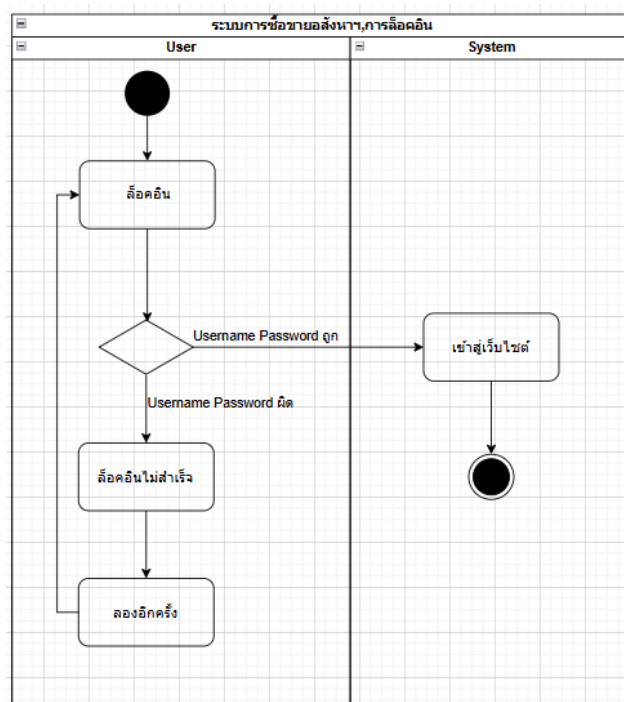 ระบบการซื้อขายอสังหาฯ,การล็อคอิน
User
System
ล็อคอิน
Username Password ถูก
เข้าสู่เว็บไซต์
Username Password ผิด
ล็อคอินไม่สำเร็จ
ลองอีกครั้ง